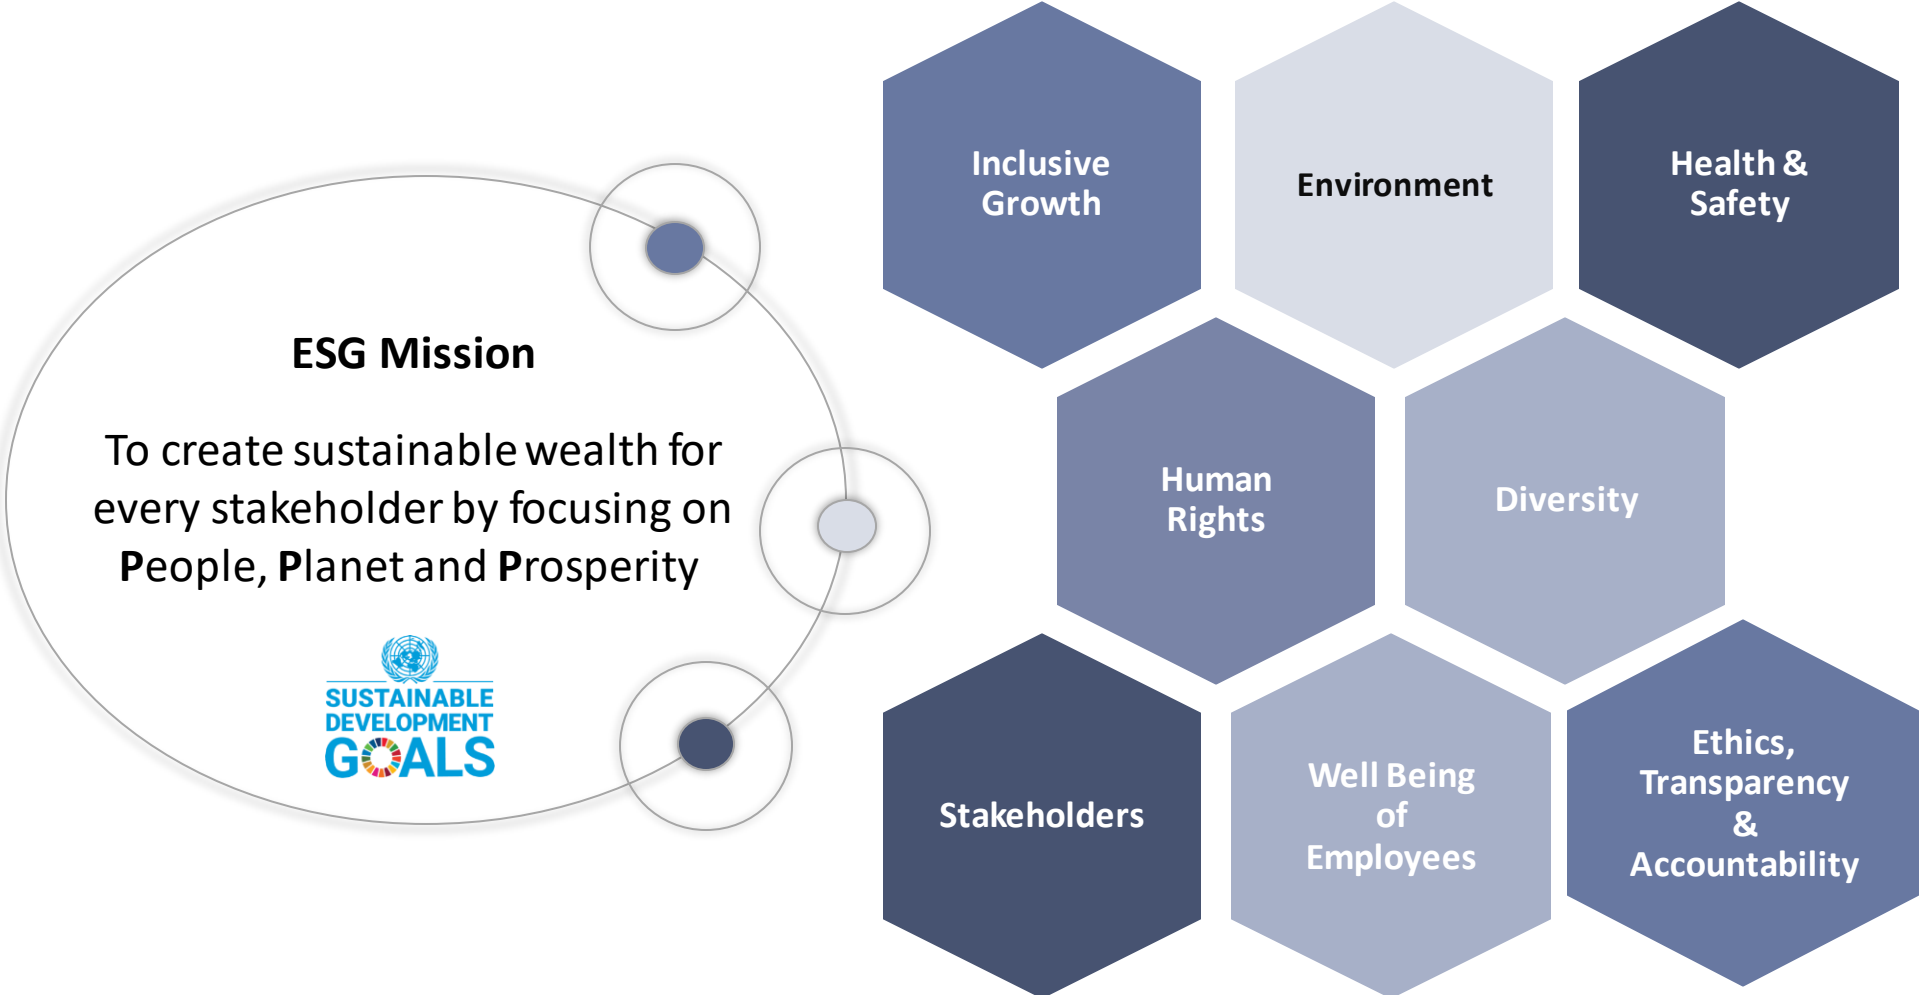 ESG Mission
To create sustainable wealth for
every stakeholder by focusing on
People, Planet and Prosperity
SUSTAINABLE
DEVELOPMENT
GOALS
Inclusive
Growth
Environment
Health &
Safety
Human
Rights
Diversity
Stakeholders
Well Being
of
Employees
Ethics,
Transparency
&
Accountability